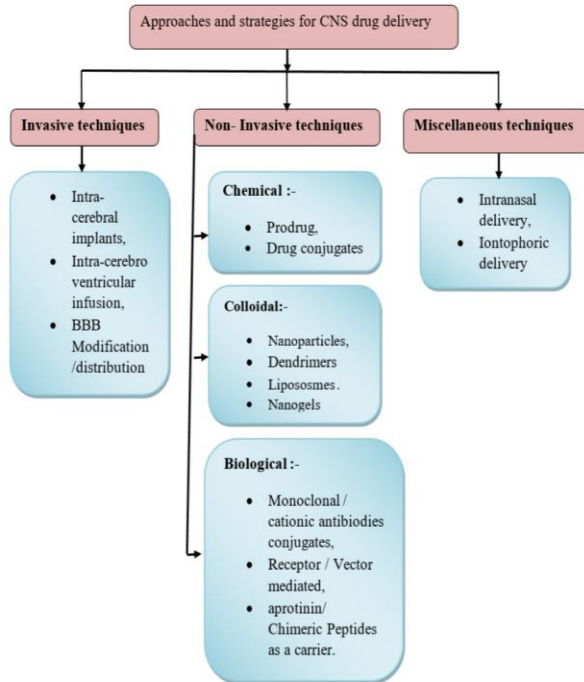 Approaches and strategies for CNS drug delivery
Invasive techniques
Non- Invasive techniques
Miscellaneous techniques
• Intra-
cerebral
implants,
• Intra-cerebro
ventricular
infusion,
• BBB
Modification
/distribution
Chemical :-
• Prodrug,
• Drug conjugates
Colloidal:-
• Nanoparticles,
• Dendrimers
• Lipososmes.
• Nanogels
Biological :-
• Monoclonal /
cationic antibiodies
conjugates,
• Receptor / Vector
mediated,
• aprotinin/
Chimeric Peptides
as a carrier.
• Intranasal
delivery,
• Iontophoric
delivery